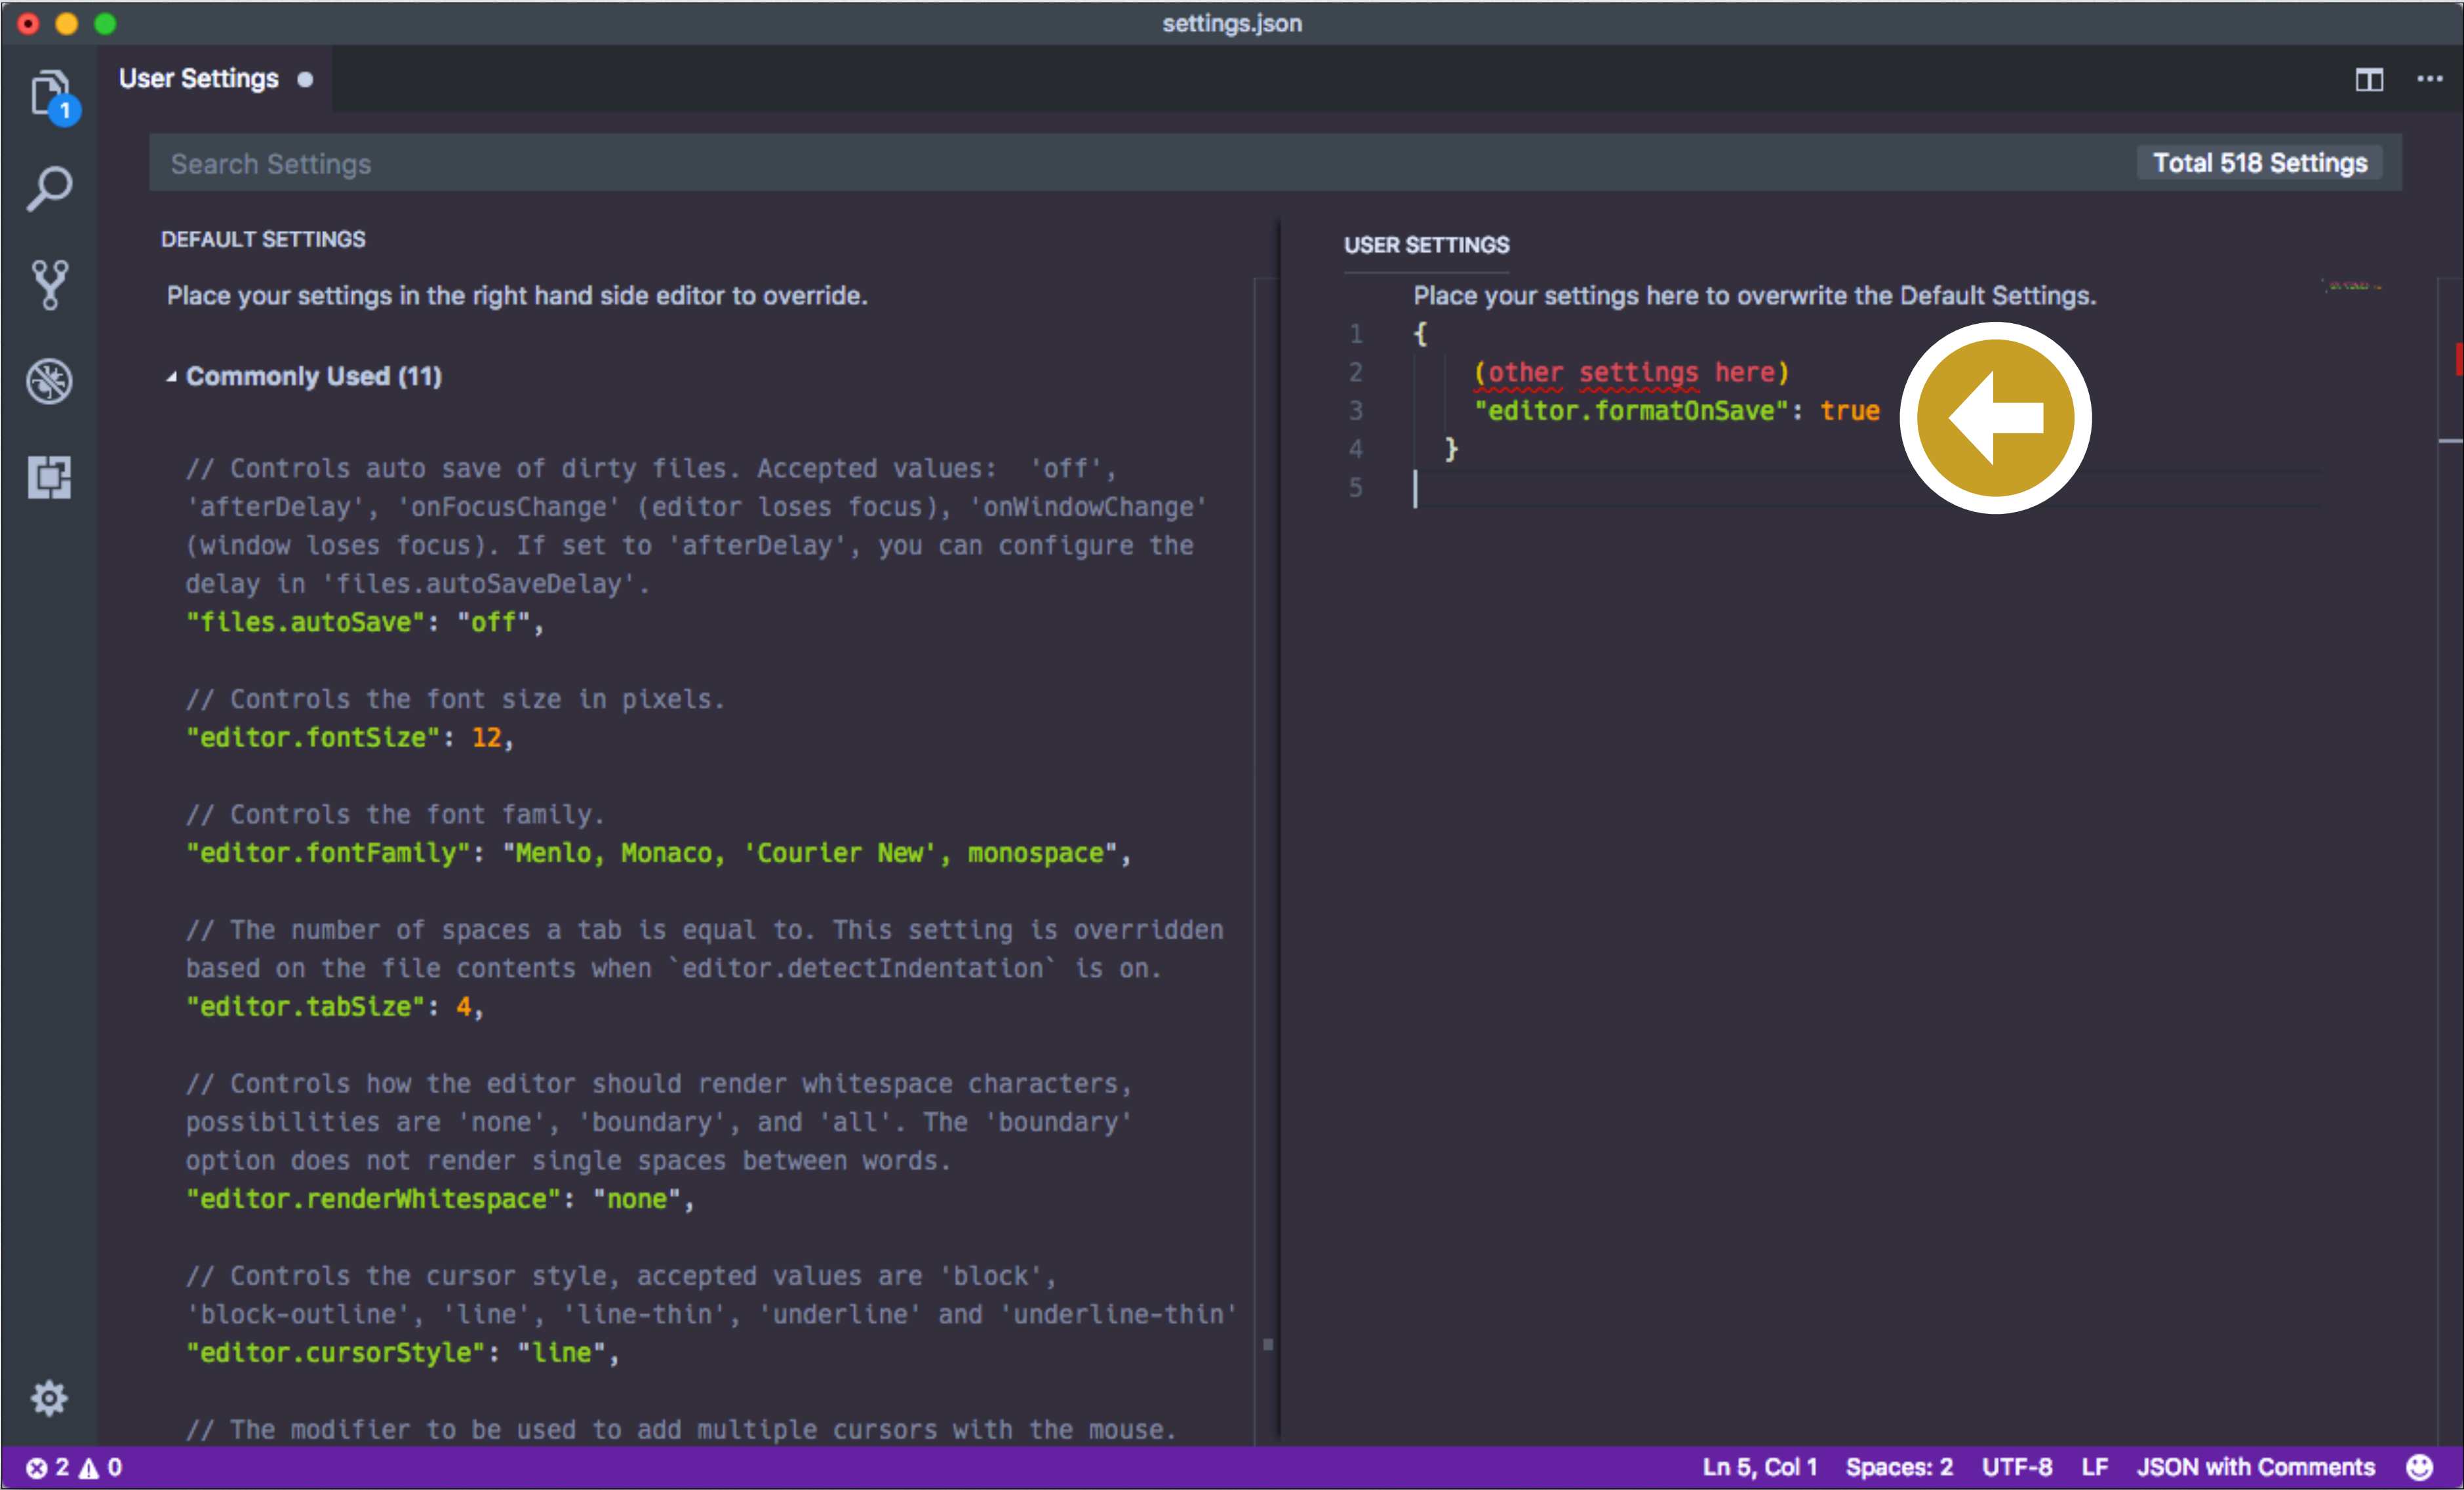 settings.json
User Settings
1
Search Settings
Total 518 Settings
DEFAULT SETTINGS
Place your settings in the right hand side editor to override.
Commonly Used (11)
// Controls auto save of dirty files. Accepted values:  'off',
'afterDelay', 'onFocusChange' (editor loses focus), 'onWindowChange'
(window loses focus). If set to 'afterDelay', you can configure the
delay in 'files.autoSaveDelay'.
"files.autoSave": "off",
// Controls the font size in pixels.
"editor.fontSize": 12,
// Controls the font family.
"editor.fontFamily": "Menlo, Monaco, 'Courier New', monospace",
// The number of spaces a tab is equal to. This setting is overridden
based on the file contents when `editor.detectIndentation` is on.
"editor.tabSize": 4,
// Controls how the editor should render whitespace characters,
possibilities are 'none', 'boundary', and 'all'. The 'boundary'
option does not render single spaces between words.
"editor.renderWhitespace": "none",
// Controls the cursor style, accepted values are 'block',
'block-outline', 'line', 'line-thin', 'underline' and 'underline-thin'
"editor.cursorStyle": "line",
// The modifier to be used to add multiple cursors with the mouse.
USER SETTINGS
Place your settings here to overwrite the Default Settings.
1 {
2 (other settings here)
3 "editor.formatOnSave": true
4 }
5
2 0
Ln 5, Col 1 Spaces: 2 UTF-8 LF JSON with Comments